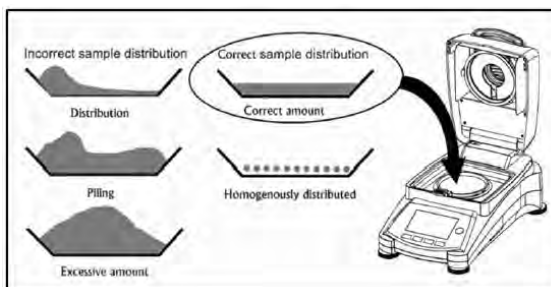 Incorrect sample distribution
Distribution
Piling
Excessive amount
Correct sample distribution
Correct amount
Homogenously distributed